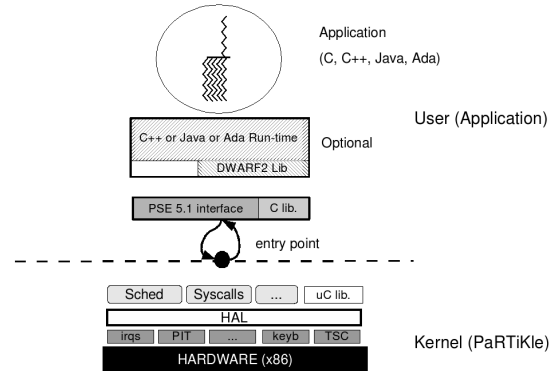 Application
(C, C++, Java, Ada)
User (Application)
C++ or Java or Ada Run-time
Optional
DWARF2 Lib
PSE 5.1 interface
C lib.
entry point
Sched
Syscalls
...
uC lib.
HAL
irqs
PIT
...
keyb
TSC
Kernel (PaRTiKle)
HARDWARE (x86)